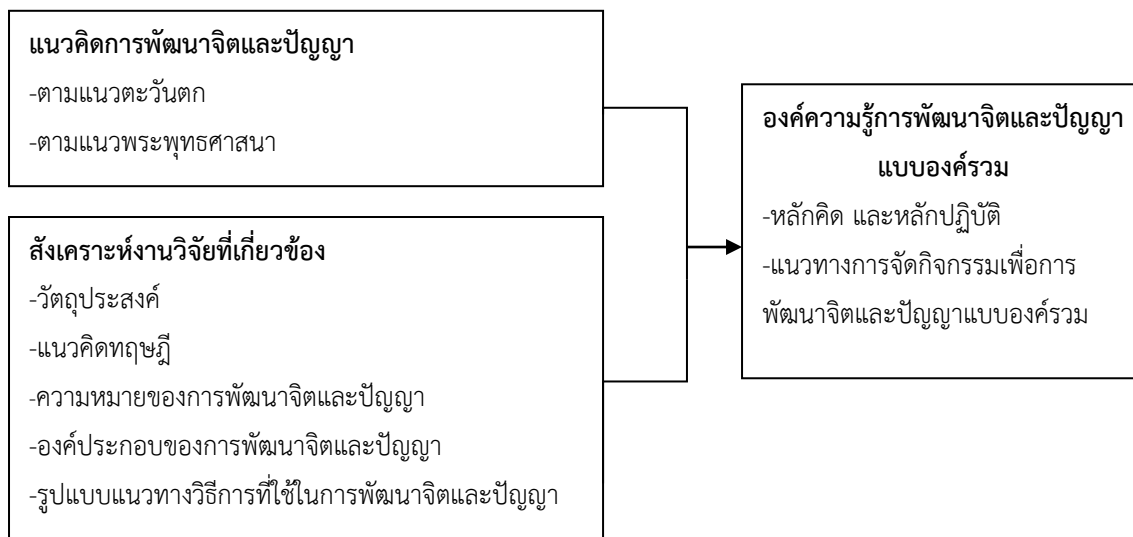 แนวคิดการพัฒนาจิตและปัญญา
-ตามแนวตะวันตก
-ตามแนวพระพุทธศาสนา
สังเคราะห์งานวิจัยที่เกี่ยวข้อง
-วัตถุประสงค์
-แนวคิดทฤษฎี
-ความหมายของการพัฒนาจิตและปัญญา
-องค์ประกอบของการพัฒนาจิตและปัญญา
-รูปแบบแนวทางวิธีการที่ใช้ในการพัฒนาจิตและปัญญา
องค์ความรู้การพัฒนาจิตและปัญญา
แบบองค์รวม
-หลักคิด และหลักปฏิบัติ
-แนวทางการจัดกิจกรรมเพื่อการ
พัฒนาจิตและปัญญาแบบองค์รวม